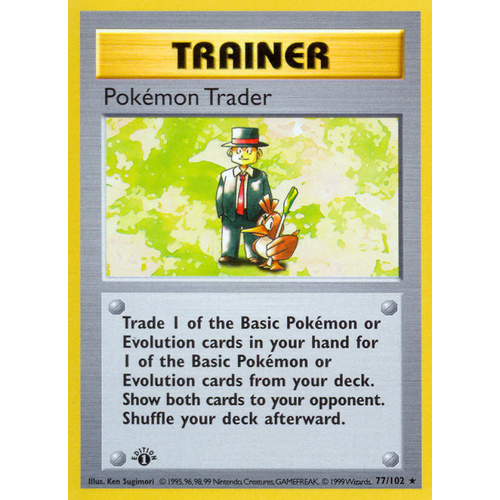 TRAINER
Pokémon Trader
Trade 1 of the Basic Pokémon or
Evolution cards in your hand for
1 of the Basic Pokémon or
Evolution cards from your deck.
Show both cards to your opponent.
Shuffle your deck afterward.
EDITION
1
Illus. Ken Sugimori © 1995, 96, 98, 99 Nintendo, Creatures, GAMEFREAK. © 1999 Wizards. 77/102 ★